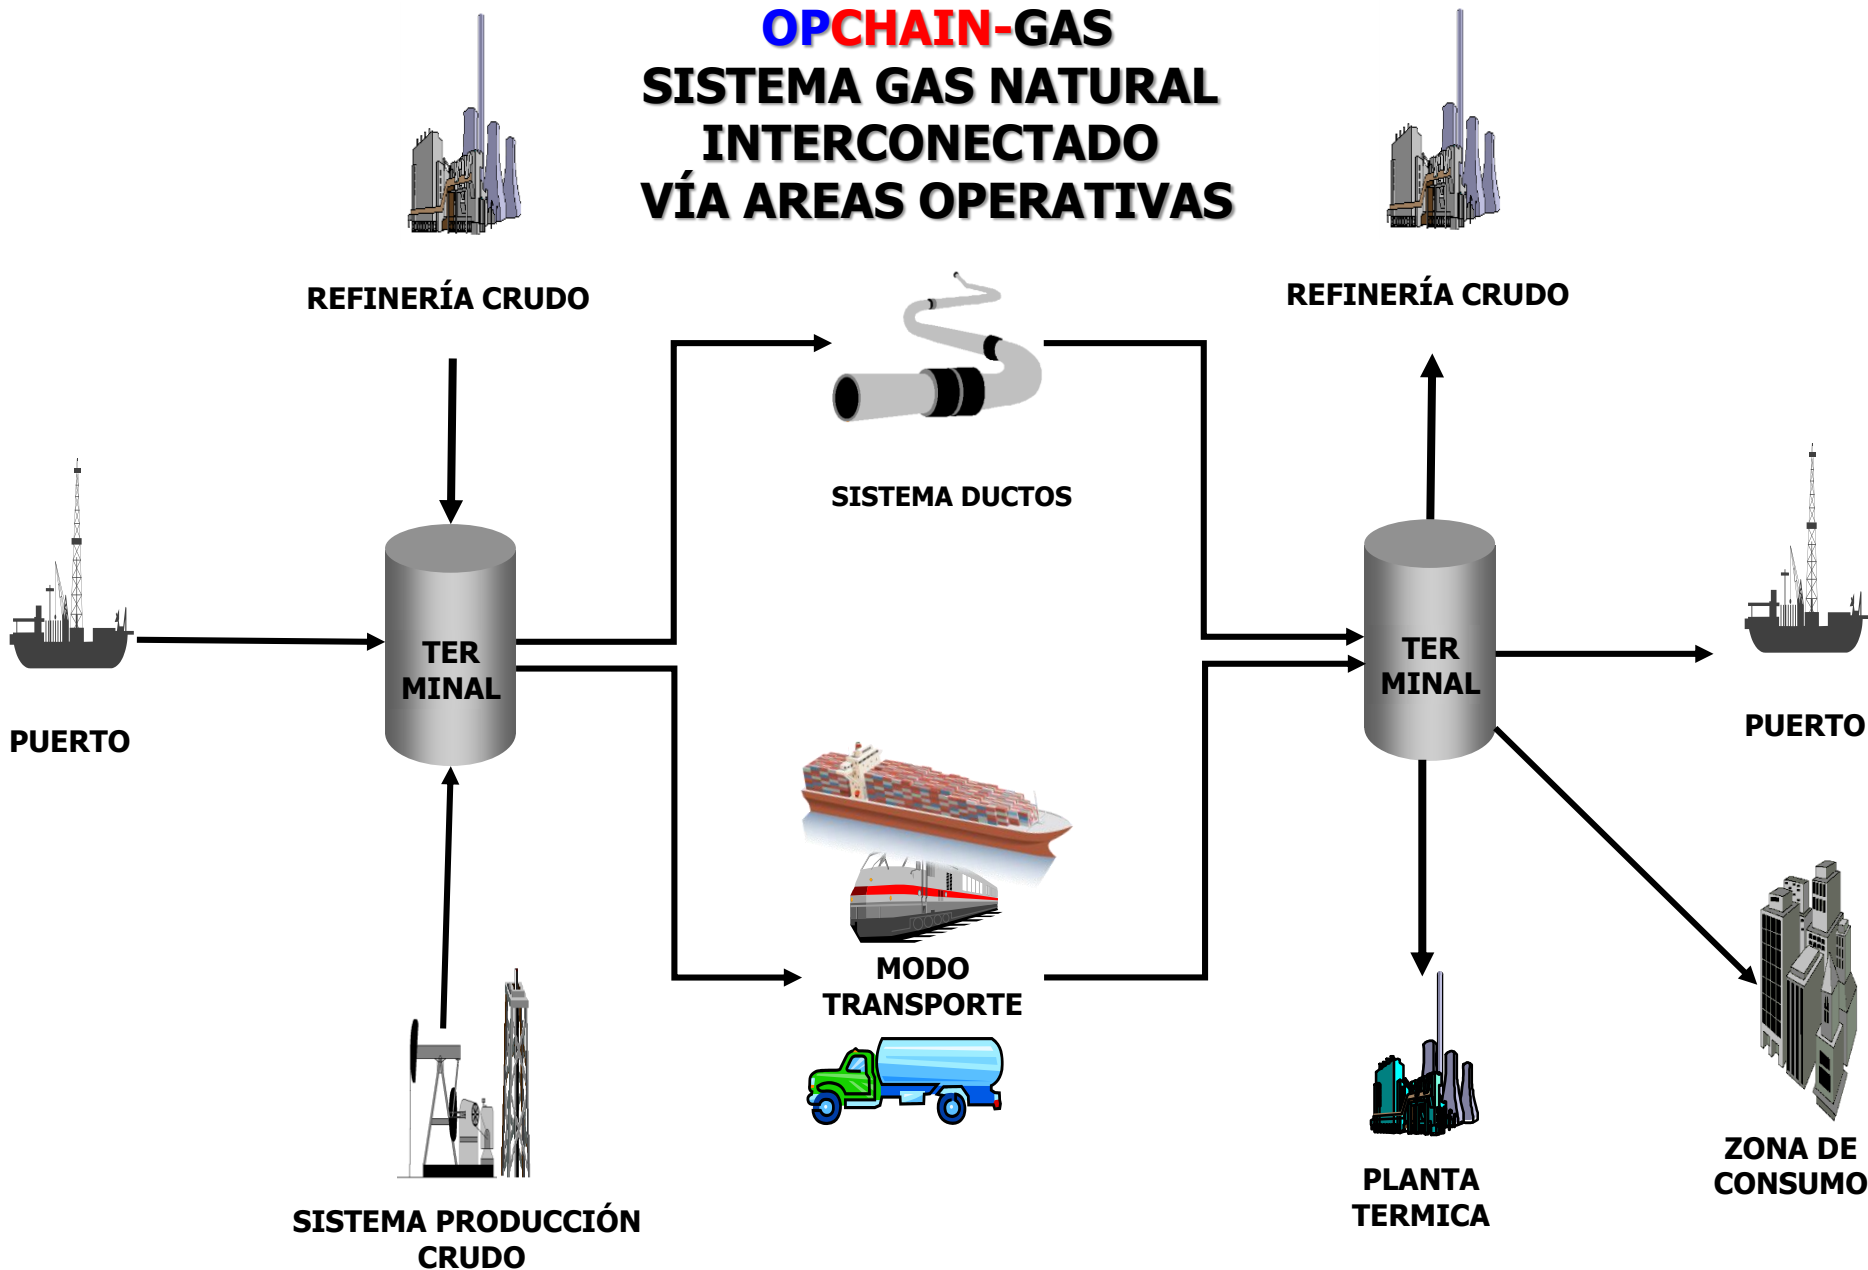 OPCHAIN-GAS
SISTEMA GAS NATURAL
INTERCONECTADO
VÍA AREAS OPERATIVAS
REFINERÍA CRUDO
REFINERÍA CRUDO
SISTEMA DUCTOS
TER
MINAL
TER
MINAL
PUERTO
PUERTO
MODO
TRANSPORTE
ZONA DE
CONSUMO
PLANTA
TERMICA
SISTEMA PRODUCCIÓN
CRUDO